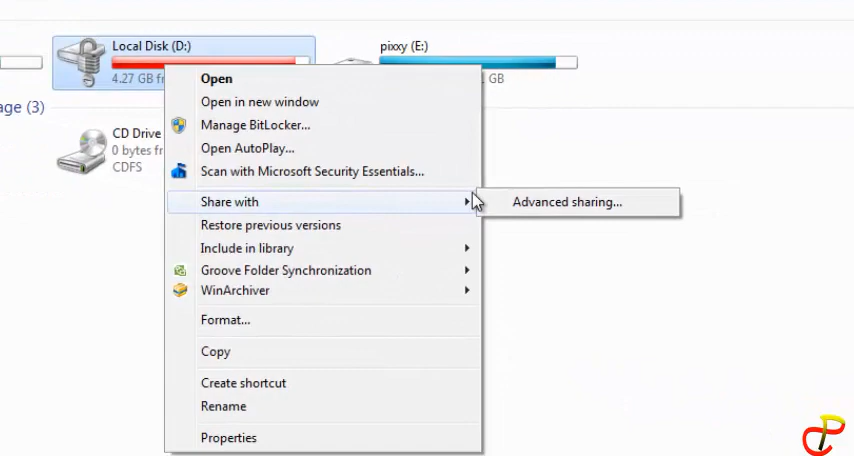 Local Disk (D:)
pixxy (E:)
4.27 GB fr
GB
age (3)
CD Drive
0 bytes fr
CDFS
Open
Open in new window
Manage BitLocker...
Open AutoPlay...
Scan with Microsoft Security Essentials...
Share with
Advanced sharing...
Restore previous versions
Include in library
Groove Folder Synchronization
WinArchiver
Format...
Copy
Create shortcut
Rename
Properties